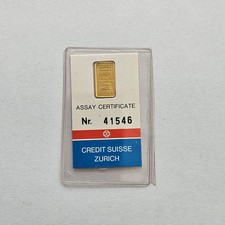 ASSAY CERTIFICATE
Nr. 41546
CREDIT SUISSE
ZURICH